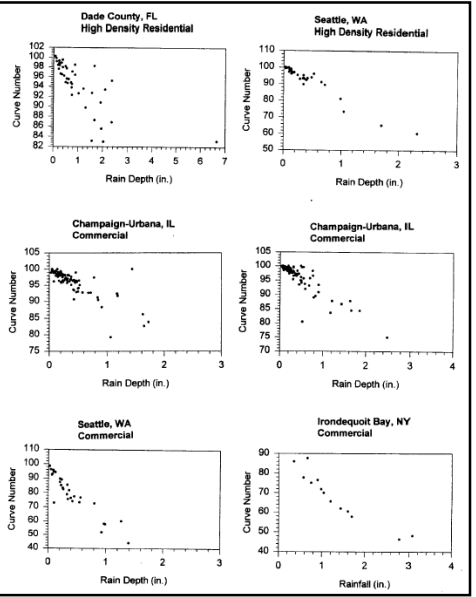 Dade County, FL
High Density Residential
102
100
98
96
94
92
90
88
86
84
82
Curve Number
0 1 2 3 4 5 6 7
Rain Depth (in.)
Seattle, WA
High Density Residential
110
100
90
80
70
60
50
Curve Number
0 1 2 3
Rain Depth (in.)
Champaign-Urbana, IL
Commercial
105
100
95
90
85
80
75
Curve Number
0 1 2 3
Rain Depth (in.)
Champaign-Urbana, IL
Commercial
105
100
95
90
85
80
75
70
Curve Number
0 1 2 3 4
Rain Depth (in.)
Seattle, WA
Commercial
110
100
90
80
70
60
50
40
Curve Number
0 1 2 3
Rain Depth (in.)
Irondequoit Bay, NY
Commercial
90
80
70
60
50
40
Curve Number
0 1 2 3 4
Rainfall (in.)